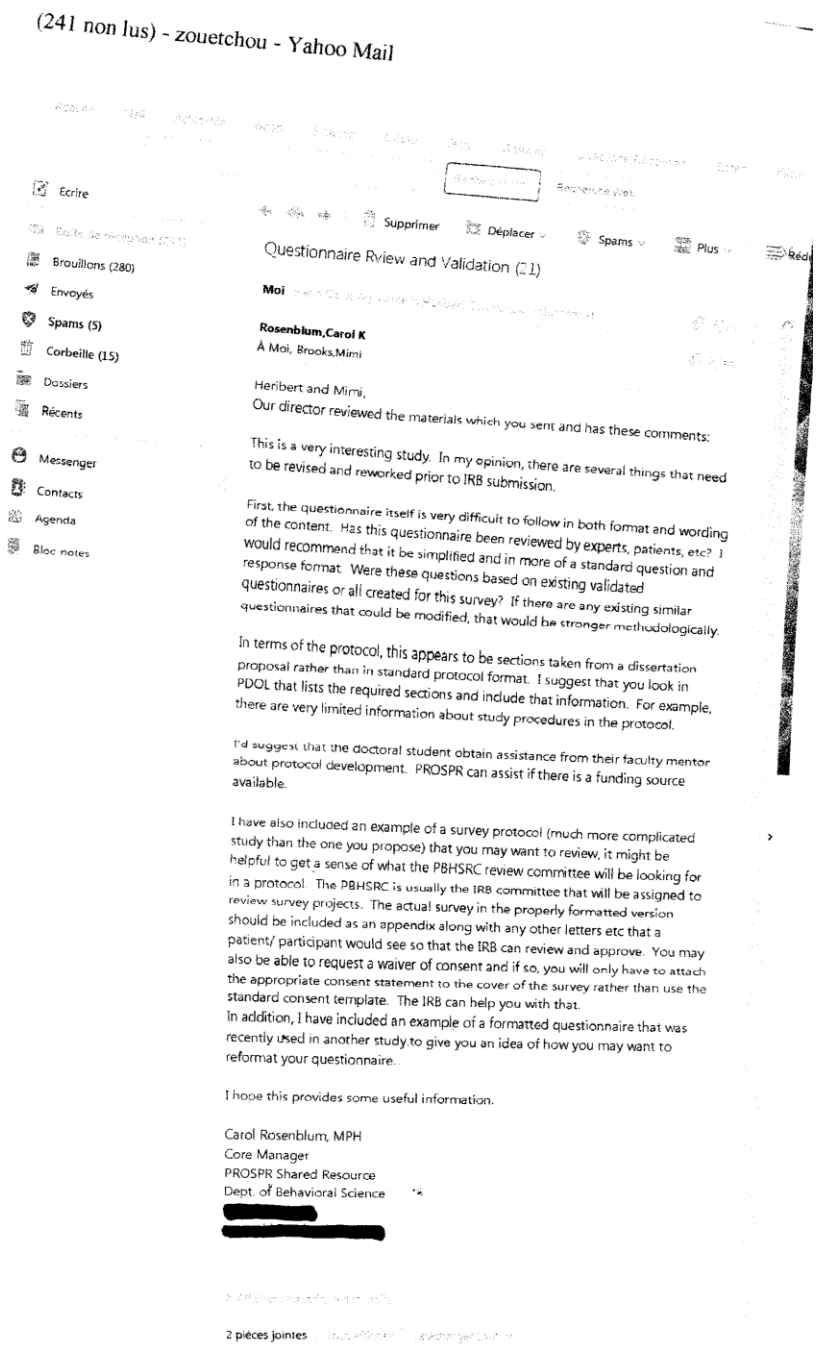 (241 non lus) - zouetchou - Yahoo Mail
Accueil Mail Actualités Sport
Recherche Web
Ecrire
Supprimer Déplacer Spams Plus Rédu
Boîte de réception
Questionnaire Rview and Validation (21)
Brouillons (280)
Envoyés
Moi
Spams (5)
Rosenblum,Carol K
Corbeille (15)
À Moi, Brooks,Mimi
Dossiers
Récents
Messenger
Contacts
Agenda
Bloc notes
Heribert and Mimi,
Our director reviewed the materials which you sent and has these comments:
This is a very interesting study. In my opinion, there are several things that need
to be revised and reworked prior to IRB submission.
First, the questionnaire itself is very difficult to follow in both format and wording
of the content. Has this questionnaire been reviewed by experts, patients, etc? I
would recommend that it be simplified and in more of a standard question and
response format. Were these questions based on existing validated
questionnaires or all created for this survey? If there are any existing similar
questionnaires that could be modified, that would be stronger methodologically.
In terms of the protocol, this appears to be sections taken from a dissertation
proposal rather than in standard protocol format. I suggest that you look in
PDOL that lists the required sections and include that information. For example,
there are very limited information about study procedures in the protocol.
I'd suggest that the doctoral student obtain assistance from their faculty mentor
about protocol development. PROSPR can assist if there is a funding source
available.
I have also included an example of a survey protocol (much more complicated
study than the one you propose) that you may want to review, it might be
helpful to get a sense of what the PBHSRC review committee will be looking for
in a protocol. The PBHSRC is usually the IRB committee that will be assigned to
review survey projects. The actual survey in the properly formatted version
should be included as an appendix along with any other letters etc that a
patient/ participant would see so that the IRB can review and approve. You may
also be able to request a waiver of consent and if so, you will only have to attach
the appropriate consent statement to the cover of the survey rather than use the
standard consent template. The IRB can help you with that.
In addition, I have included an example of a formatted questionnaire that was
recently used in another study.to give you an idea of how you may want to
reformat your questionnaire..
I hope this provides some useful information.
Carol Rosenblum, MPH
Core Manager
PROSPR Shared Resource
Dept. of Behavioral Science
2 pièces jointes